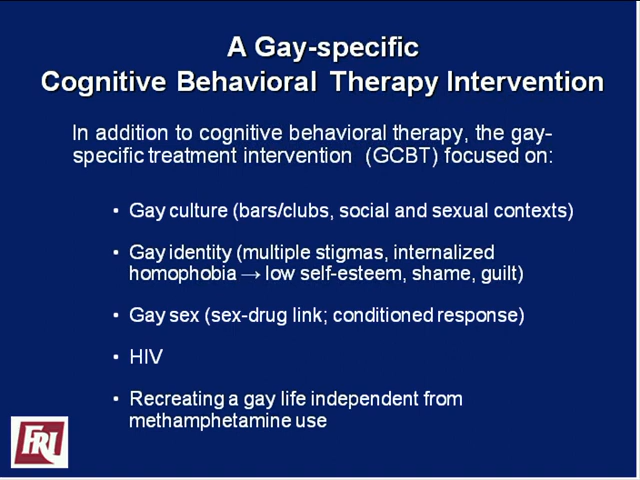 A Gay-specific
Cognitive Behavioral Therapy Intervention
In addition to cognitive behavioral therapy, the gay-
specific treatment intervention (GCBT) focused on:
• Gay culture (bars/clubs, social and sexual contexts)
• Gay identity (multiple stigmas, internalized
homophobia → low self-esteem, shame, guilt)
• Gay sex (sex-drug link; conditioned response)
• HIV
• Recreating a gay life independent from
methamphetamine use
FRI